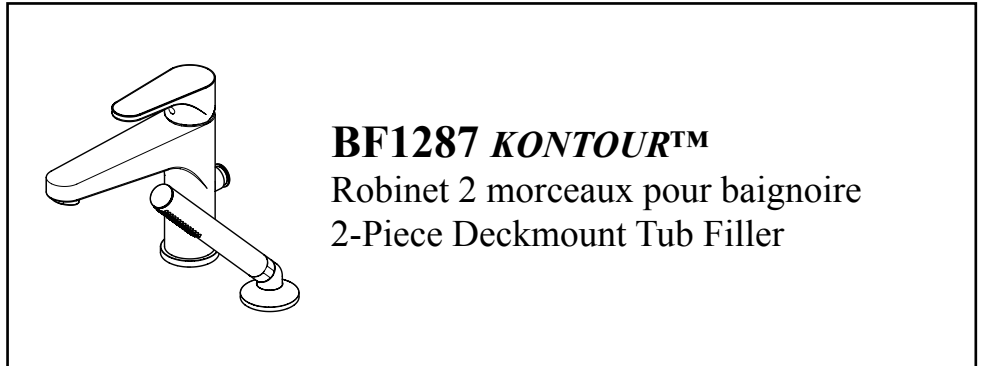 BF1287 KONTOUR™
Robinet 2 morceaux pour baignoire
2-Piece Deckmount Tub Filler